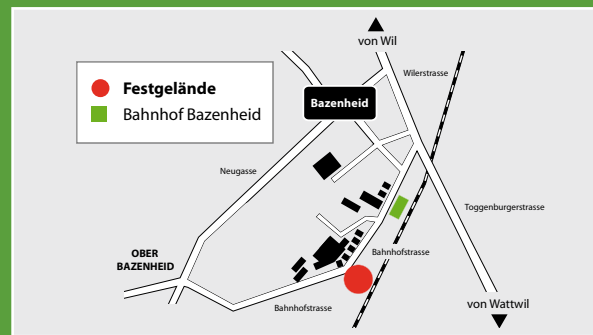 von Wil
Wilerstrasse
Festgelände
Bahnhof Bazenheid
Bazenheid
Neugasse
Toggenburgerstrasse
OBER
BAZENHEID
Bahnhofstrasse
Bahnhofstrasse
von Wattwil